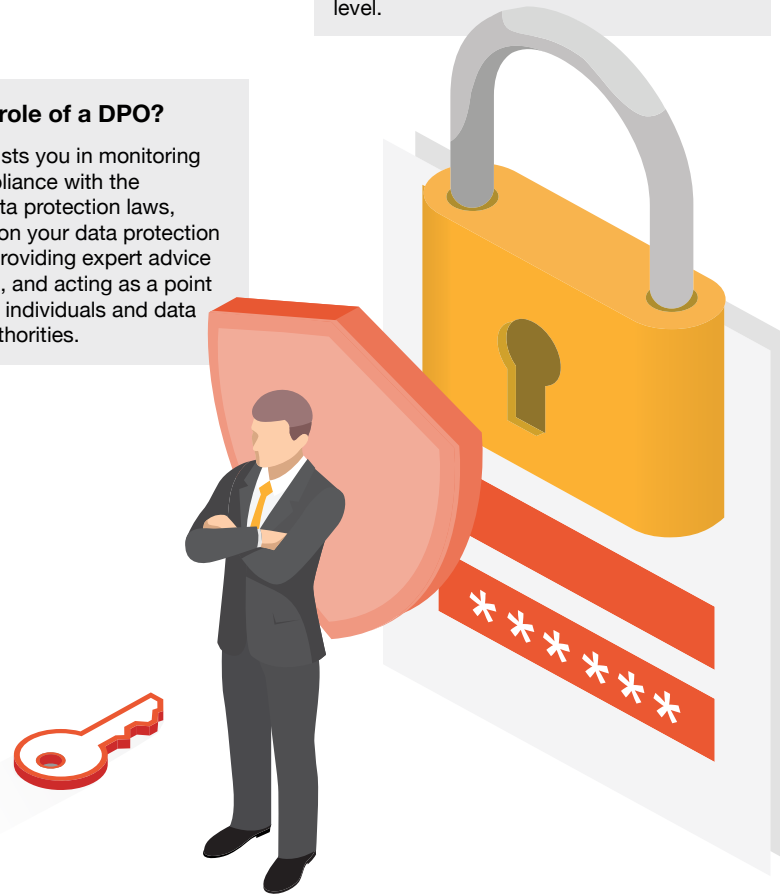 level.
role of a DPO?
sts you in monitoring
pliance with the
ta protection laws,
on your data protection
roviding expert advice
, and acting as a point
individuals and data
thorities.
******